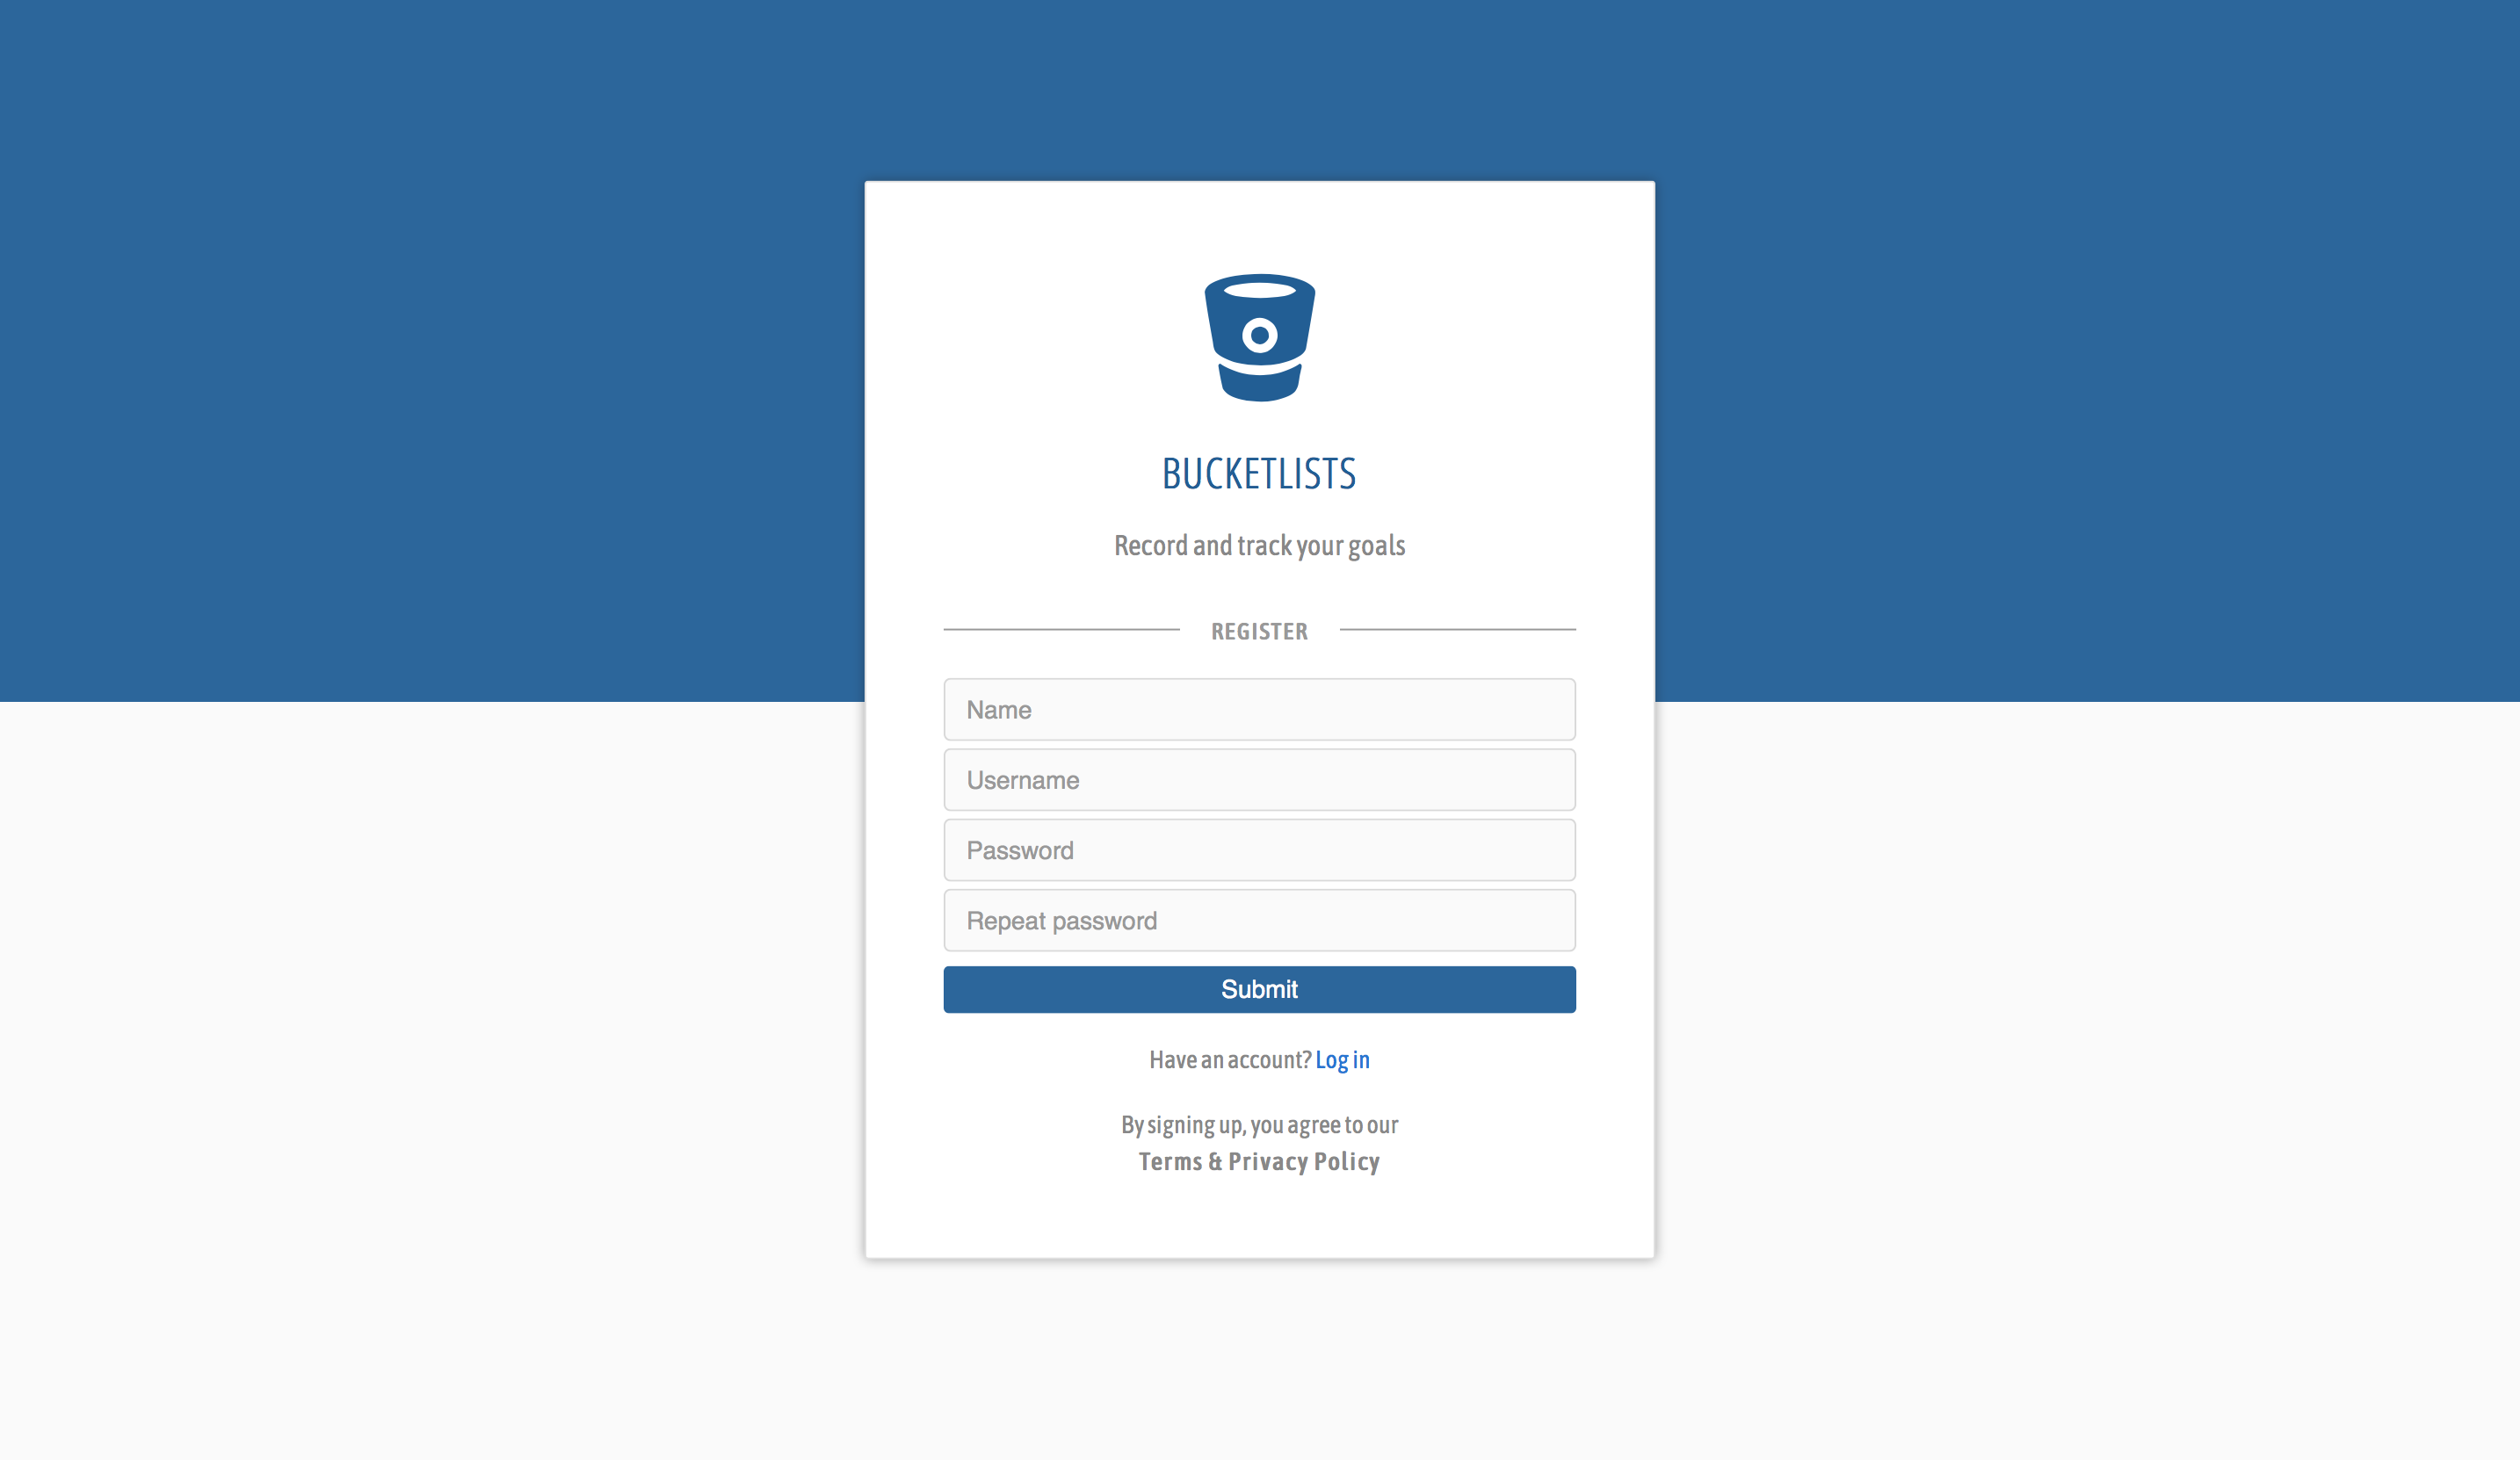 BUCKETLISTS
Record and track your goals
REGISTER
Name
Username
Password
Repeat password
Submit
Have an account? Log in
By signing up, you agree to our
Terms & Privacy Policy